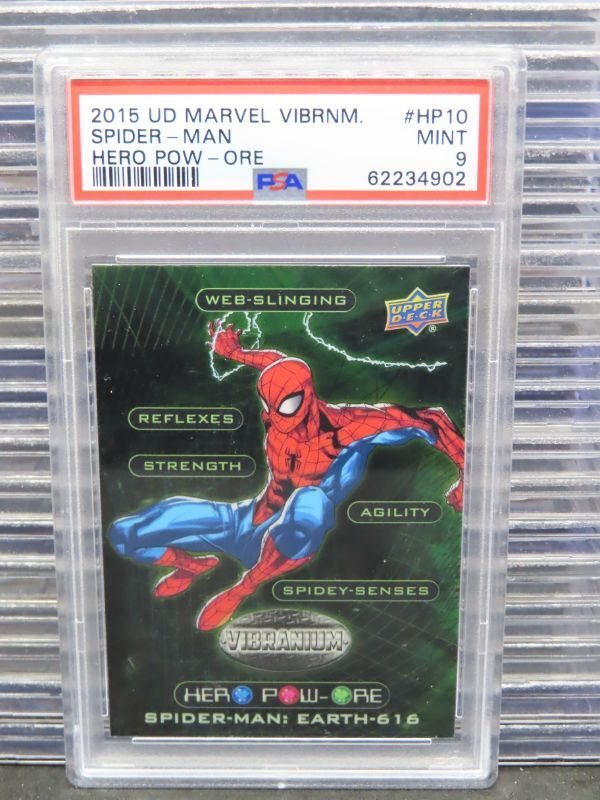 2015 UD MARVEL VIBRNM. #HP10
SPIDER-MAN MINT
HERO POW-ORE 9
PSA 62234902
WEB-SLINGING
UPPER
D·E·C·K
®
REFLEXES
STRENGTH
AGILITY
SPIDEY-SENSES
·VIBRANIUM·
HERO POW-ORE
SPIDER-MAN: EARTH-616